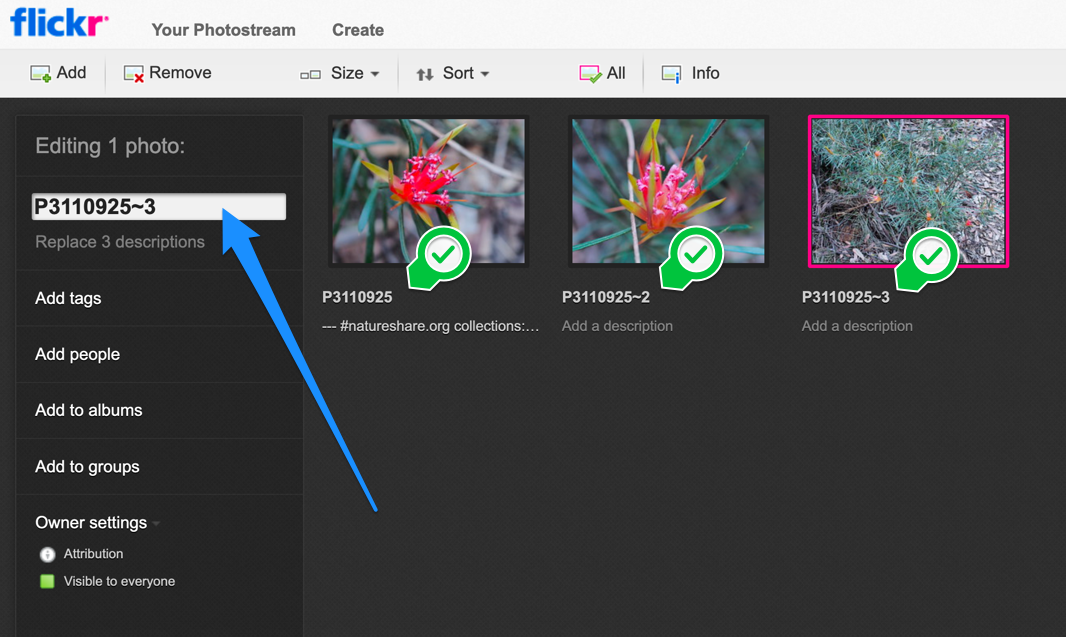 flickr
Your Photostream Create
Add Remove Size Sort All Info
Editing 1 photo:
P3110925~3
Replace 3 descriptions
Add tags
Add people
Add to albums
Add to groups
Owner settings
Attribution
Visible to everyone
P3110925
--- #natureshare.org collections:...
P3110925~2
Add a description
P3110925~3
Add a description